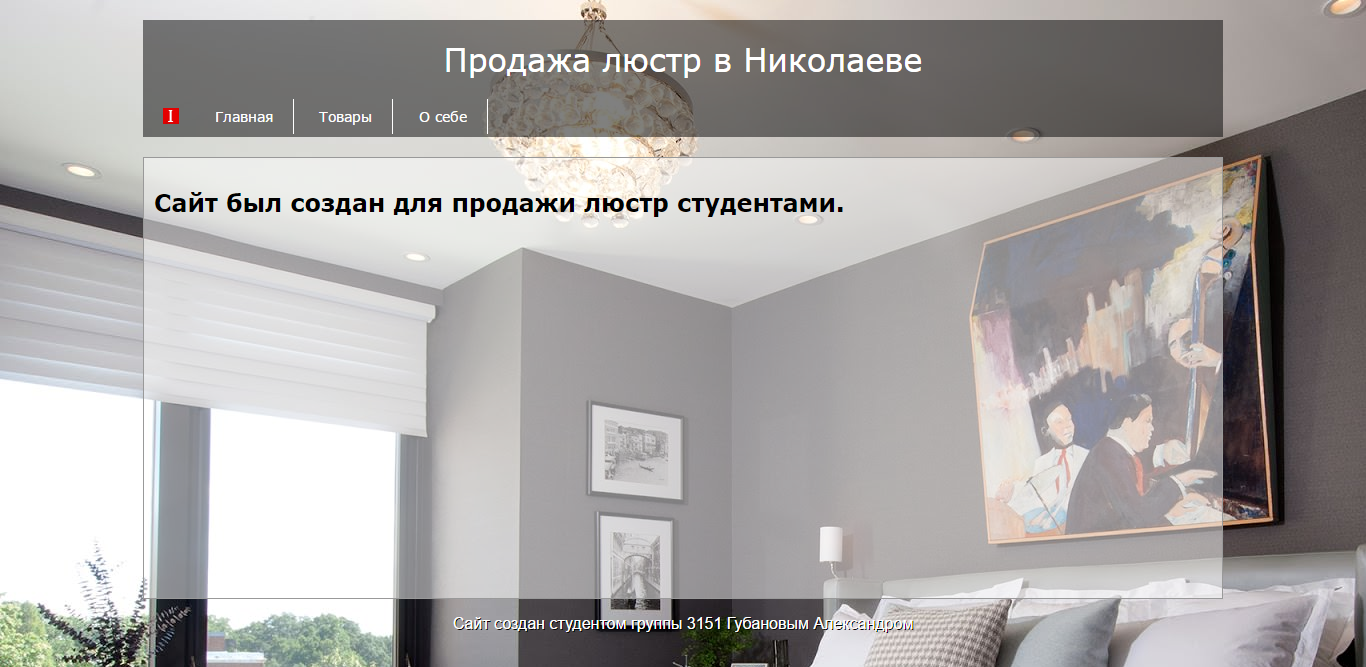 Продажа люстр в Николаеве
I Главная Товары О себе
Сайт был создан для продажи люстр студентами.
Сайт создан студентом группы 3151 Губановым Александром